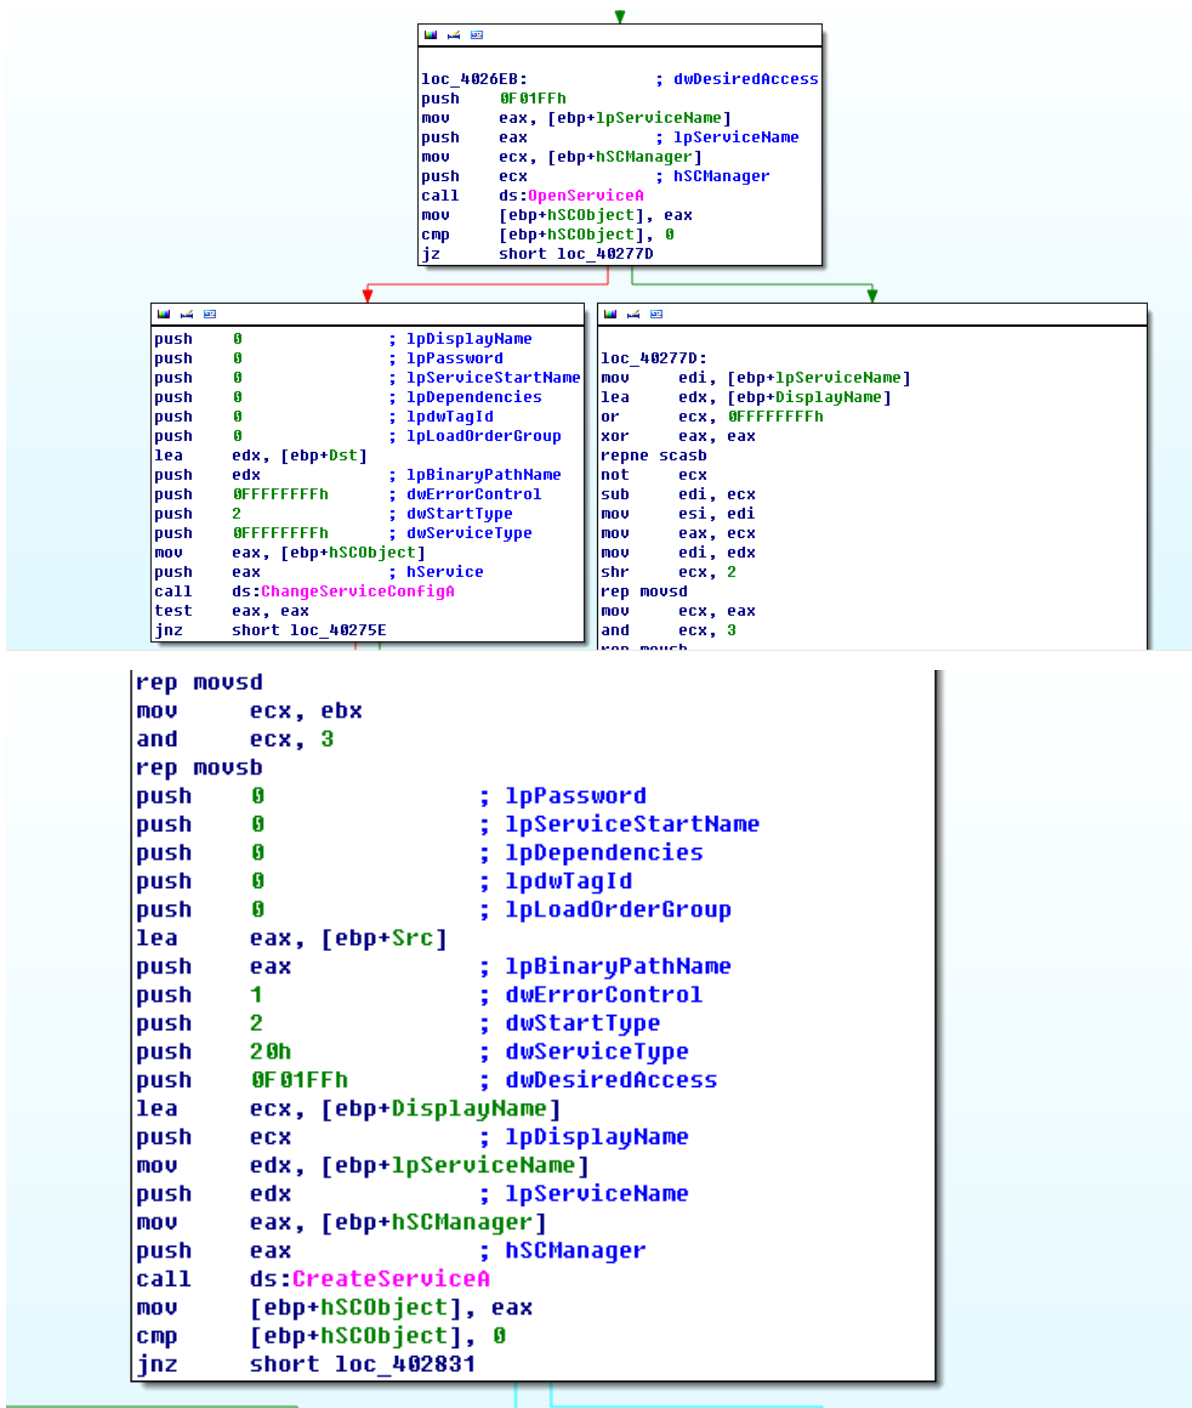 loc_4026EB: ; dwDesiredAccess
push 0F01FFh
mov eax, [ebp+lpServiceName]
push eax ; lpServiceName
mov ecx, [ebp+hSCManager]
push ecx ; hSCManager
call ds:OpenServiceA
mov [ebp+hSCObject], eax
cmp [ebp+hSCObject], 0
jz short loc_40277D
push 0 ; lpDisplayName
push 0 ; lpPassword
push 0 ; lpServiceStartName
push 0 ; lpDependencies
push 0 ; lpdwTagId
push 0 ; lpLoadOrderGroup
lea edx, [ebp+Dst]
push edx ; lpBinaryPathName
push 0FFFFFFFFh ; dwErrorControl
push 2 ; dwStartType
push 0FFFFFFFFh ; dwServiceType
mov eax, [ebp+hSCObject]
push eax ; hService
call ds:ChangeServiceConfigA
test eax, eax
jnz short loc_40275E
loc_40277D:
mov edi, [ebp+lpServiceName]
lea edx, [ebp+DisplayName]
or ecx, 0FFFFFFFFh
xor eax, eax
repne scasb
not ecx
sub edi, ecx
mov esi, edi
mov eax, ecx
mov edi, edx
shr ecx, 2
rep movsd
mov ecx, eax
and ecx, 3
rep movsb
rep movsd
mov ecx, ebx
and ecx, 3
rep movsb
push 0 ; lpPassword
push 0 ; lpServiceStartName
push 0 ; lpDependencies
push 0 ; lpdwTagId
push 0 ; lpLoadOrderGroup
lea eax, [ebp+Src]
push eax ; lpBinaryPathName
push 1 ; dwErrorControl
push 2 ; dwStartType
push 20h ; dwServiceType
push 0F01FFh ; dwDesiredAccess
lea ecx, [ebp+DisplayName]
push ecx ; lpDisplayName
mov edx, [ebp+lpServiceName]
push edx ; lpServiceName
mov eax, [ebp+hSCManager]
push eax ; hSCManager
call ds:CreateServiceA
mov [ebp+hSCObject], eax
cmp [ebp+hSCObject], 0
jnz short loc_402831